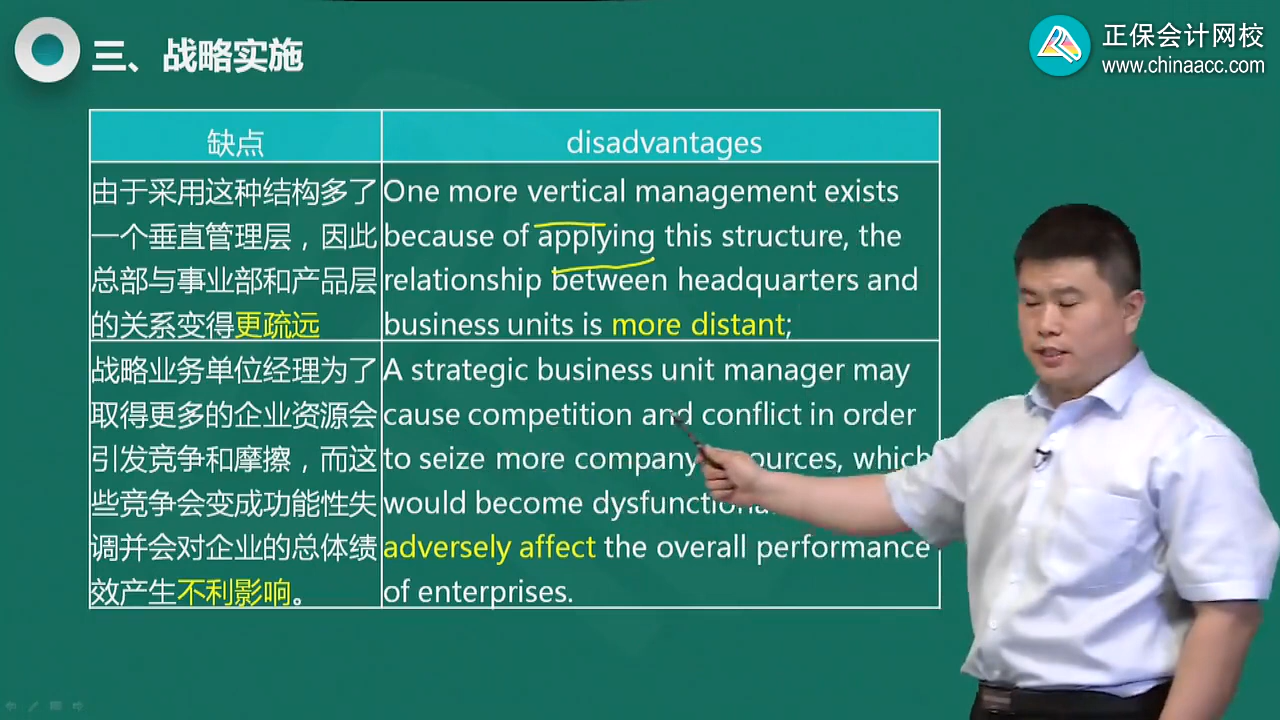 三、战略实施
正保会计网校
www.chinaacc.com
缺点
disadvantages
由于采用这种结构多了
一个垂直管理层，因此
总部与事业部和产品层
的关系变得更疏远
One more vertical management exists
because of applying this structure, the
relationship between headquarters and
business units is more distant;
战略业务单位经理为了
取得更多的企业资源会
引发竞争和摩擦，而这
些竞争会变成功能性失
调并会对企业的总体绩
效产生不利影响。
A strategic business unit manager may
cause competition and conflict in order
to seize more company which
would become
adversely affect the overall performance
of enterprises.